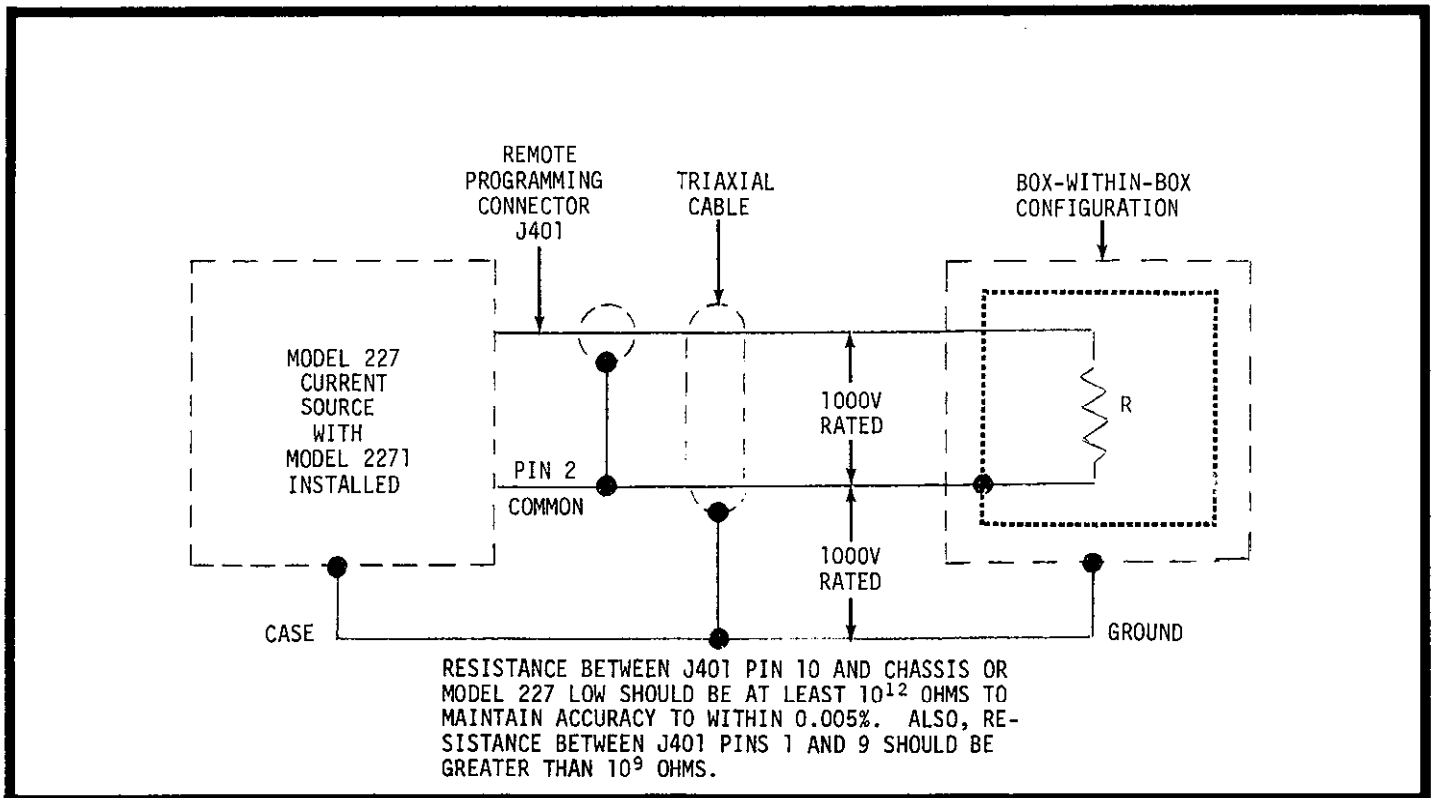 REMOTE
PROGRAMMING
CONNECTOR
J401
TRIAXIAL
CABLE
BOX-WITHIN-BOX
CONFIGURATION
MODEL 227
CURRENT
SOURCE
WITH
MODEL 2271
INSTALLED
PIN 2
COMMON
1000V
RATED
R
1000V
RATED
CASE
GROUND
RESISTANCE BETWEEN J401 PIN 10 AND CHASSIS OR
MODEL 227 LOW SHOULD BE AT LEAST 10¹² OHMS TO
MAINTAIN ACCURACY TO WITHIN 0.005%. ALSO, RE-
SISTANCE BETWEEN J401 PINS 1 AND 9 SHOULD BE
GREATER THAN 10⁹ OHMS.